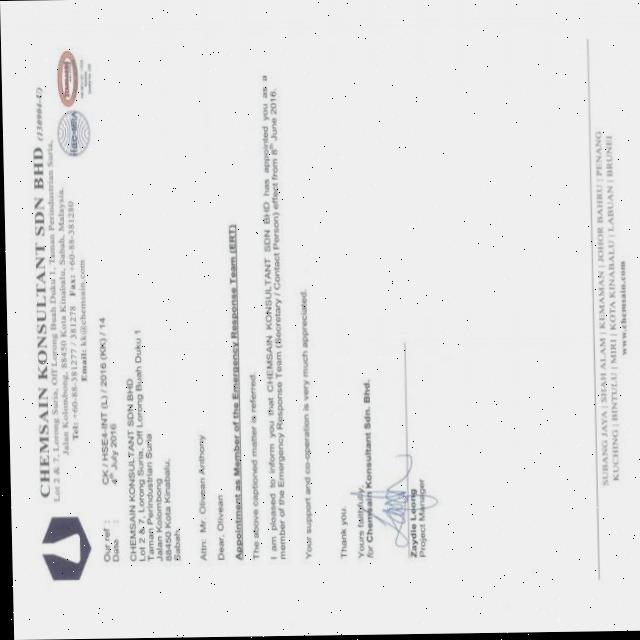 CHEMSAIN KONSULTANT SDN BHD (138984-U)
Lot 2 & 7, Lorong Suria, Off Lorong Buah Duku 1, Taman Perindustrian Suria,
Jalan Kolombong, 88450 Kota Kinabalu, Sabah, Malaysia.
Tel: +60-88-381277 / 381278 Fax: +60-88-381280
Email: kk@chemsain.com
Our ref : CK / HSE4-INT (L) / 2016 (KK) / 14
Date : 4th July 2016
CHEMSAIN KONSULTANT SDN BHD
Lot 2 & 7, Lorong Suria, Off Lorong Buah Duku 1
Taman Perindustrian Suria
Jalan Kolombong
88450 Kota Kinabalu,
Sabah.
Attn: Mr. Olivean Anthony
Dear, Olivean
Appointment as Member of the Emergency Response Team (ERT)
The above captioned matter is referred.
I am pleased to inform you that CHEMSAIN KONSULTANT SDN BHD has appointed you as a
member of the Emergency Response Team (Secretary / Contact Person) effect from 8th June 2016.
Your support and co-operation is very much appreciated.
Thank you.
Yours faithfully,
for Chemsain Konsultant Sdn. Bhd.
Zaydie Leong
Project Manager
SUBANG JAYA | SHAH ALAM | KEMAMAN | JOHOR BAHRU | PENANG
KUCHING | BINTULU | MIRI | KOTA KINABALU | LABUAN | BRUNEI
www.chemsain.com